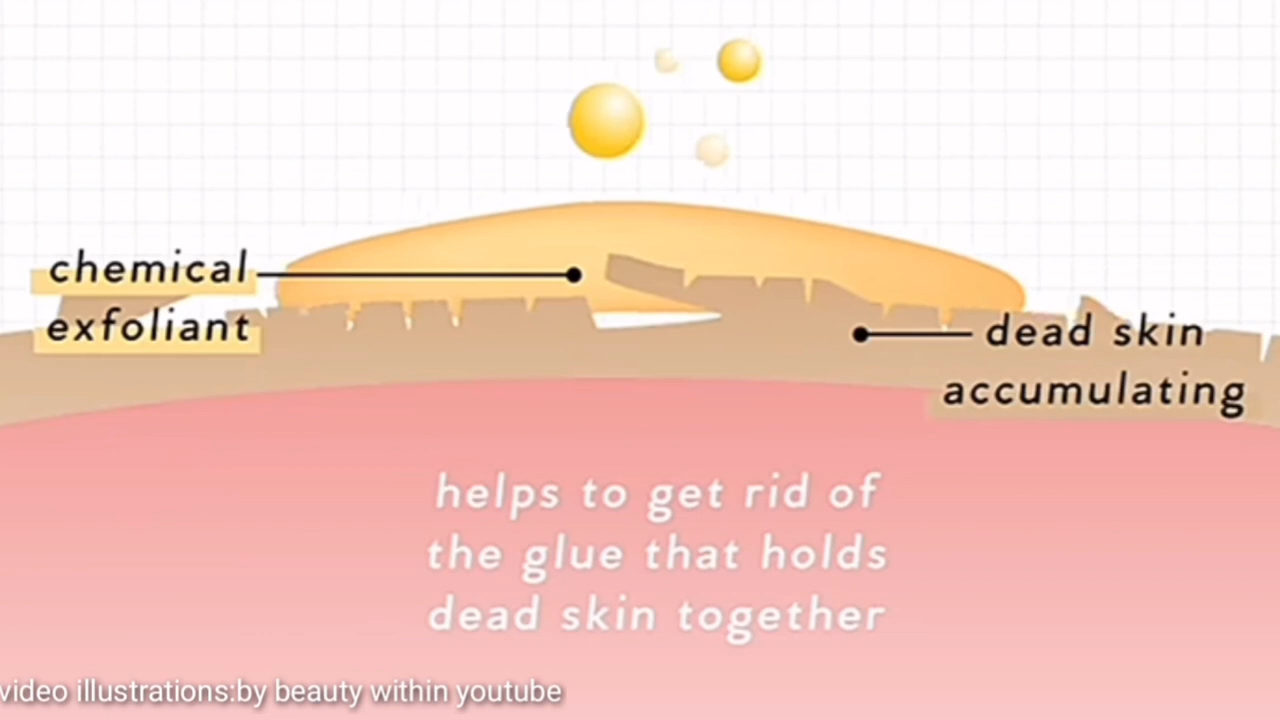 chemical
exfoliant
dead skin
accumulating
helps to get rid of
the glue that holds
dead skin together
video illustrations:by beauty within youtube